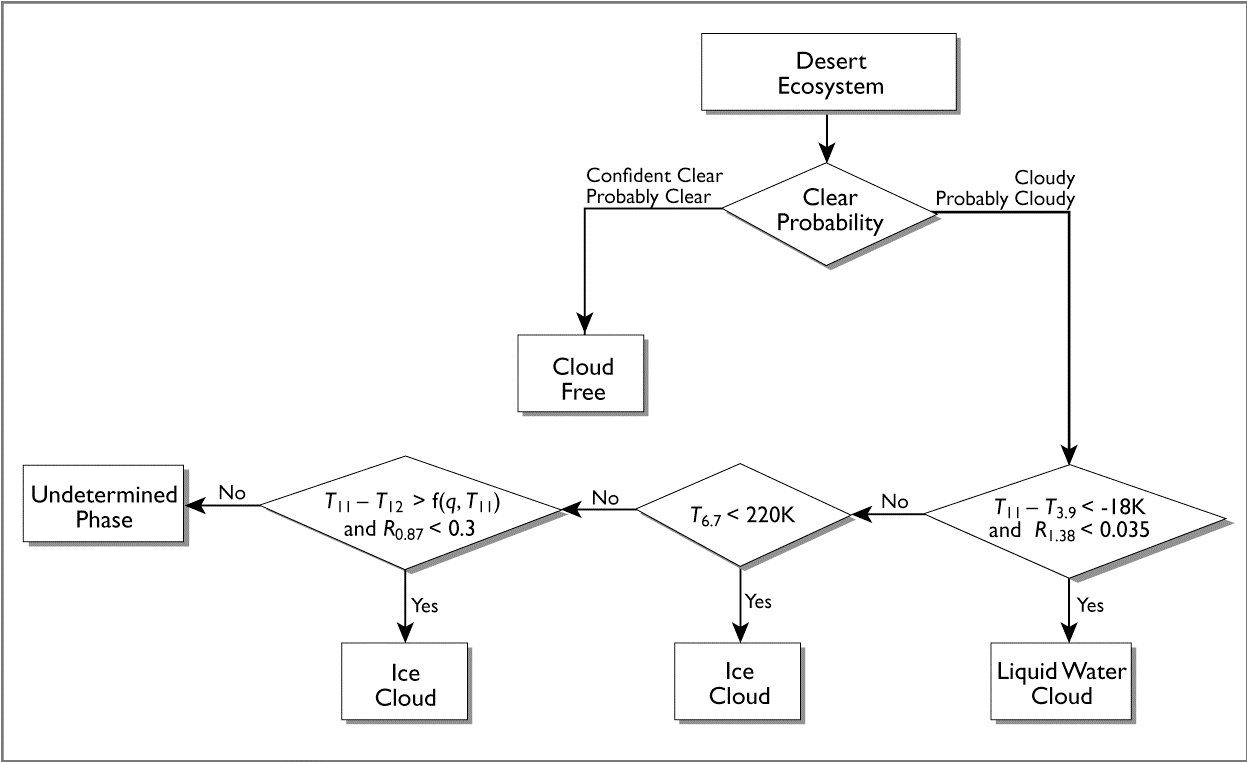 Desert
Ecosystem
Confident Clear
Probably Clear
Clear
Probability
Cloudy
Probably Cloudy
Cloud
Free
Undetermined
Phase
No
T11 – T12 > f(q, T11)
and R0.87 < 0.3
No
T6.7 < 220K
No
T11 – T3.9 < -18K
and R1.38 < 0.035
Yes
Yes
Yes
Ice
Cloud
Ice
Cloud
Liquid Water
Cloud